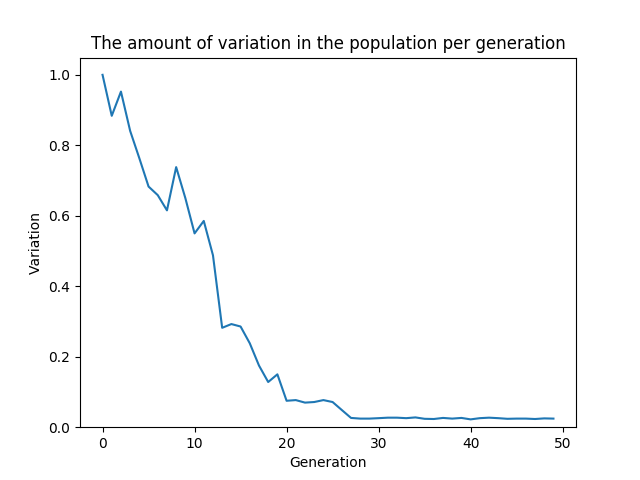 The amount of variation in the population per generation
1.0
0.8
0.6
0.4
0.2
0.0
Variation
0 10 20 30 40 50
Generation